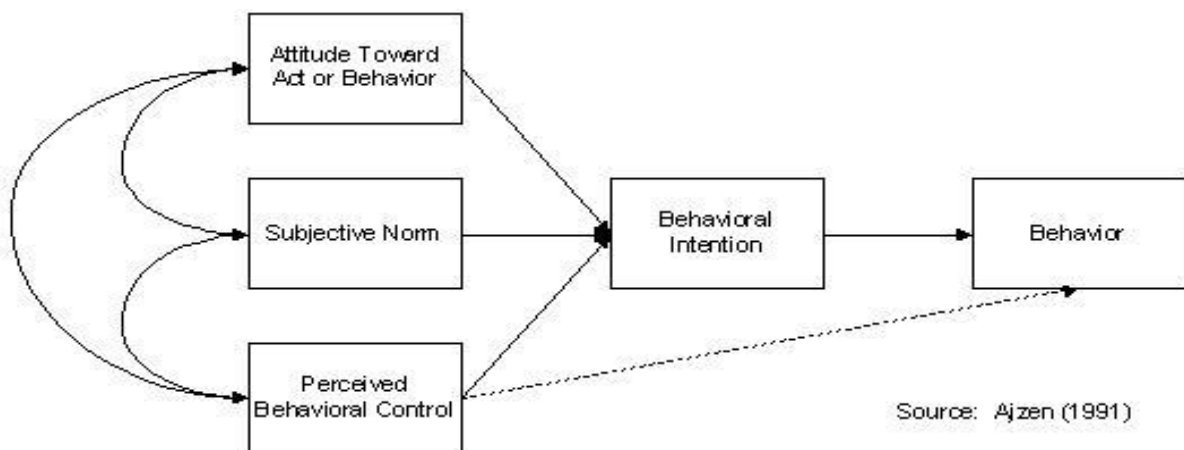 Attitude Toward
Act or Behavior
Subjective Norm
Behavioral
Intention
Behavior
Perceived
Behavioral Control
Source: Ajzen (1991)